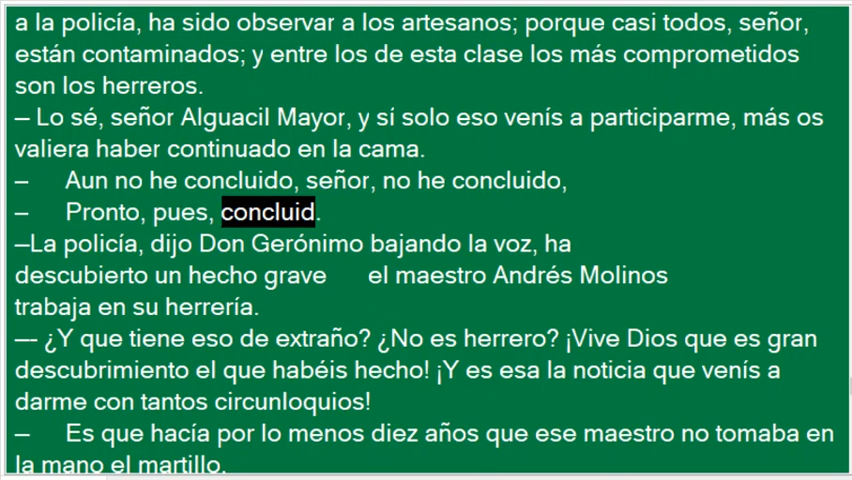 a la policía, ha sido observar a los artesanos; porque casi todos, señor,
están contaminados; y entre los de esta clase los más comprometidos
son los herreros.
– Lo sé, señor Alguacil Mayor, y sí solo eso venís a participarme, más os
valiera haber continuado en la cama.
– Aun no he concluido, señor, no he concluido,
– Pronto, pues, concluid.
–La policía, dijo Don Gerónimo bajando la voz, ha
descubierto un hecho grave el maestro Andrés Molinos
trabaja en su herrería.
–- ¿Y que tiene eso de extraño? ¿No es herrero? ¡Vive Dios que es gran
descubrimiento el que habéis hecho! ¡Y es esa la noticia que venís a
darme con tantos circunloquios!
– Es que hacía por lo menos diez años que ese maestro no tomaba en
la mano el martillo.